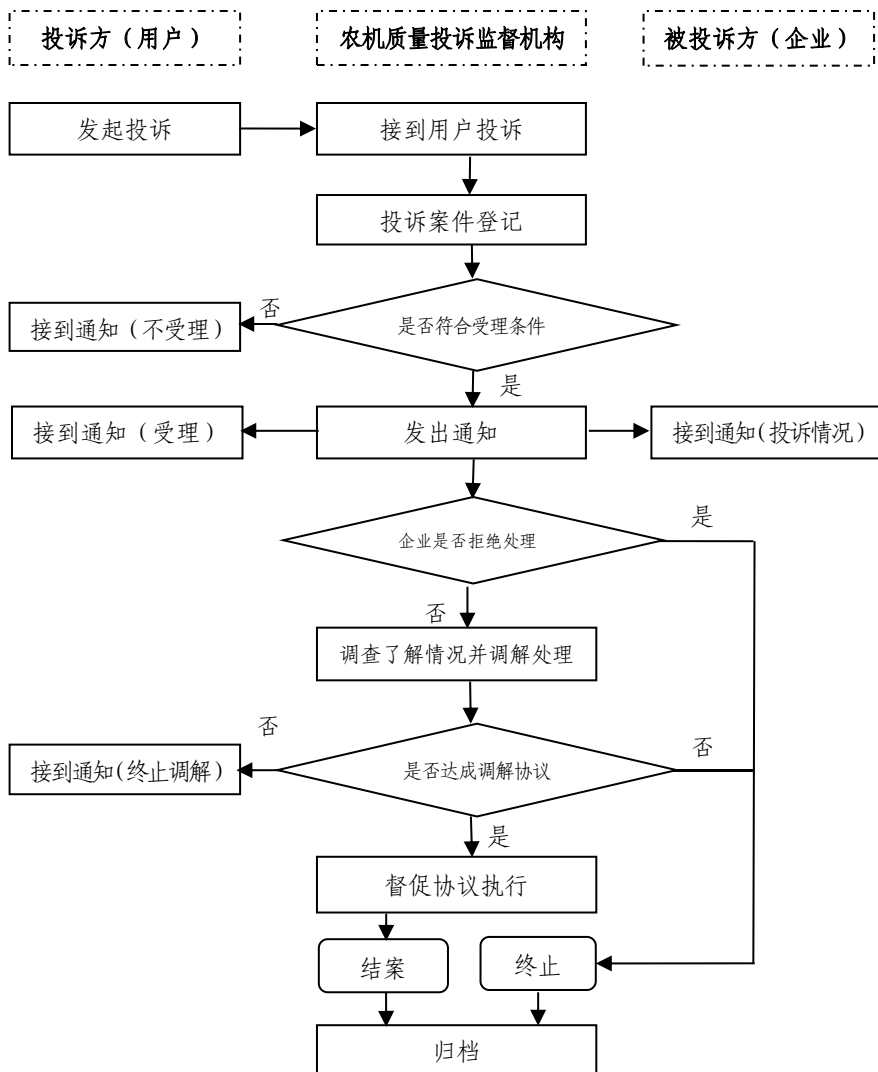 投诉方（用户）
农机质量投诉监督机构
被投诉方（企业）
发起投诉
接到用户投诉
投诉案件登记
否
是否符合受理条件
接到通知（不受理）
是
接到通知（受理）
发出通知
接到通知(投诉情况)
是
企业是否拒绝处理
否
调查了解情况并调解处理
否
否
接到通知(终止调解)
是否达成调解协议
是
督促协议执行
结案
终止
归档